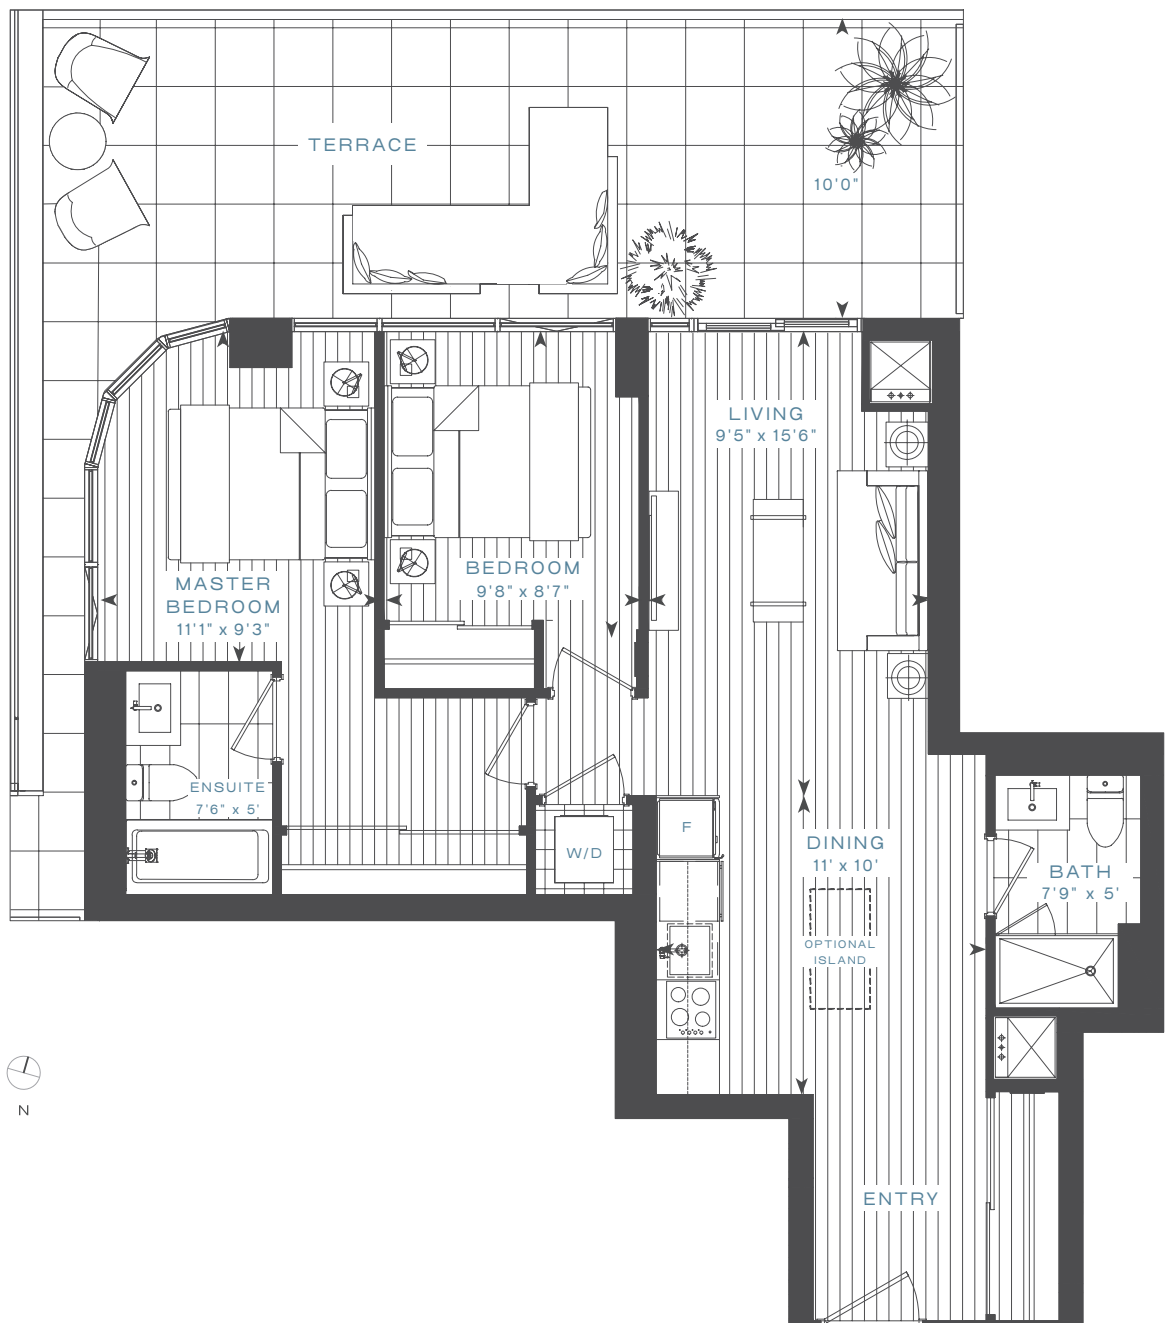 TERRACE
10'0"
LIVING
9'5" x 15'6"
BEDROOM
9'8" x 8'7"
MASTER
BEDROOM
11'1" x 9'3"
ENSUITE
7'6" x 5'
F
W/D
DINING
11' x 10'
BATH
7'9" x 5'
OPTIONAL
ISLAND
N
ENTRY